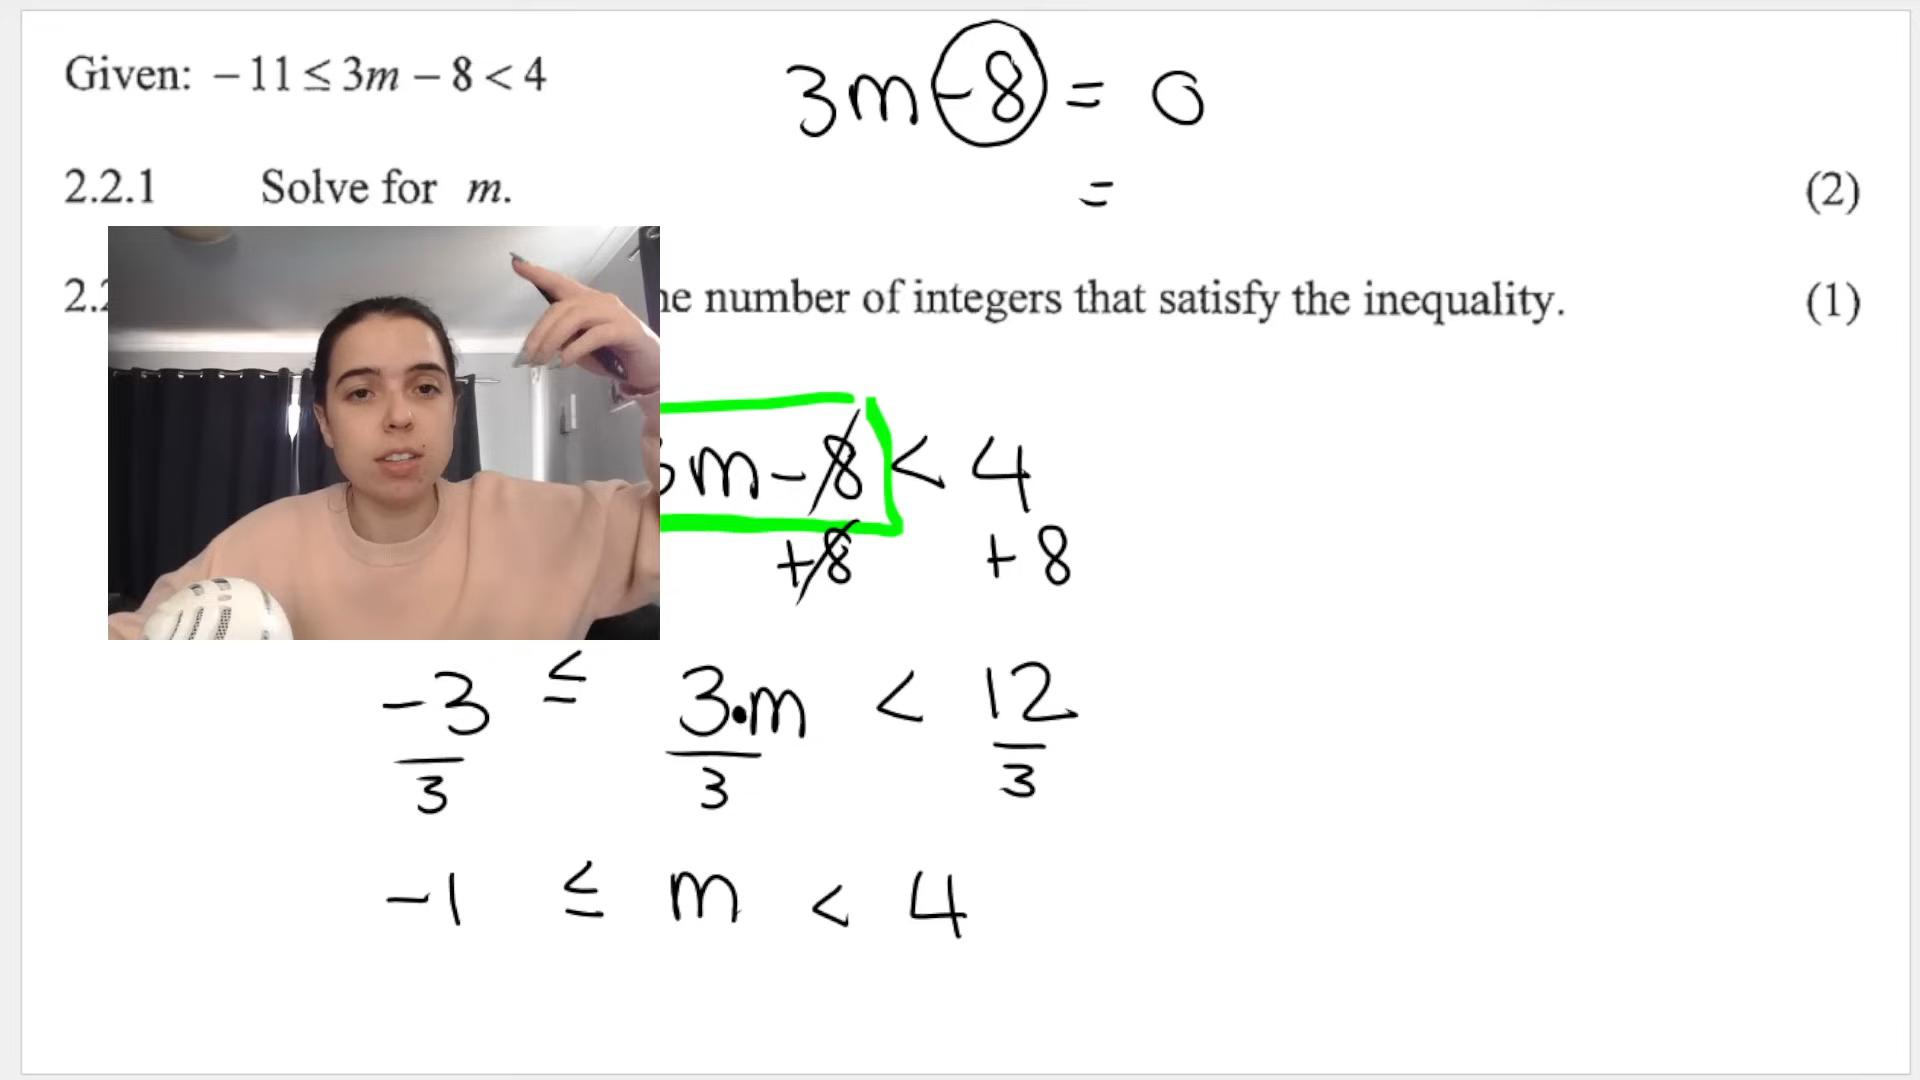 Given: −11 ≤ 3m − 8 < 4
3m −8 = 0
=
2.2.1 Solve for m. (2)
number of integers that satisfy the inequality. (1)
m − 8 < 4
+8 +8
-3 ≤ 3·m < 12
3 3 3
-1 ≤ m < 4